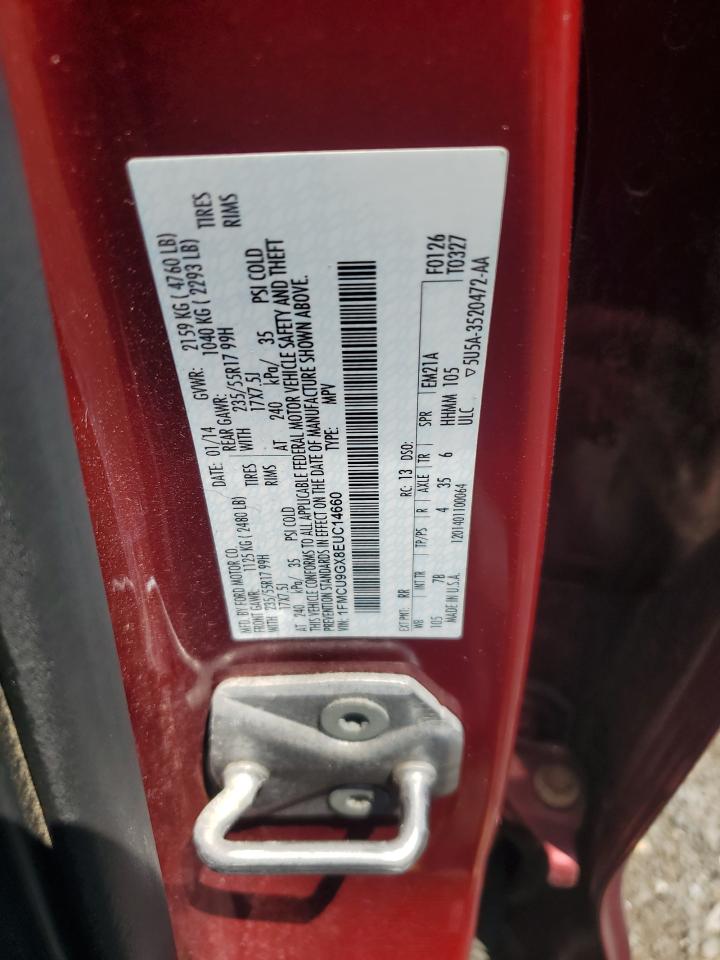 MFD. BY FORD MOTOR CO.
DATE: 01/14 GVWR: 2159 KG ( 4760 LB)
FRONT GAWR: 1125 KG (2480 LB) REAR GAWR: 1040 KG ( 2293 LB)
WITH 235/55R17 99H TIRES WITH 235/55R17 99H TIRES
17X7.5J RIMS 17X7.5J RIMS
AT 240 kPa/ 35 PSI COLD AT 240 kPa/ 35 PSI COLD
THIS VEHICLE CONFORMS TO ALL APPLICABLE FEDERAL MOTOR VEHICLE SAFETY AND THEFT
PREVENTION STANDARDS IN EFFECT ON THE DATE OF MANUFACTURE SHOWN ABOVE.
VIN: 1FMCU9GX8EUC14660 TYPE: MPV
EXT PNT: RR RC: 13 DSO: F0126
WB INT TR TP/PS R AXLE TR SPR EM21A T0327
105 7B 4 35 6 HHMM 105
MADE IN U.S.A. 1201401100064 ULC ▽5U5A-3520472-AA